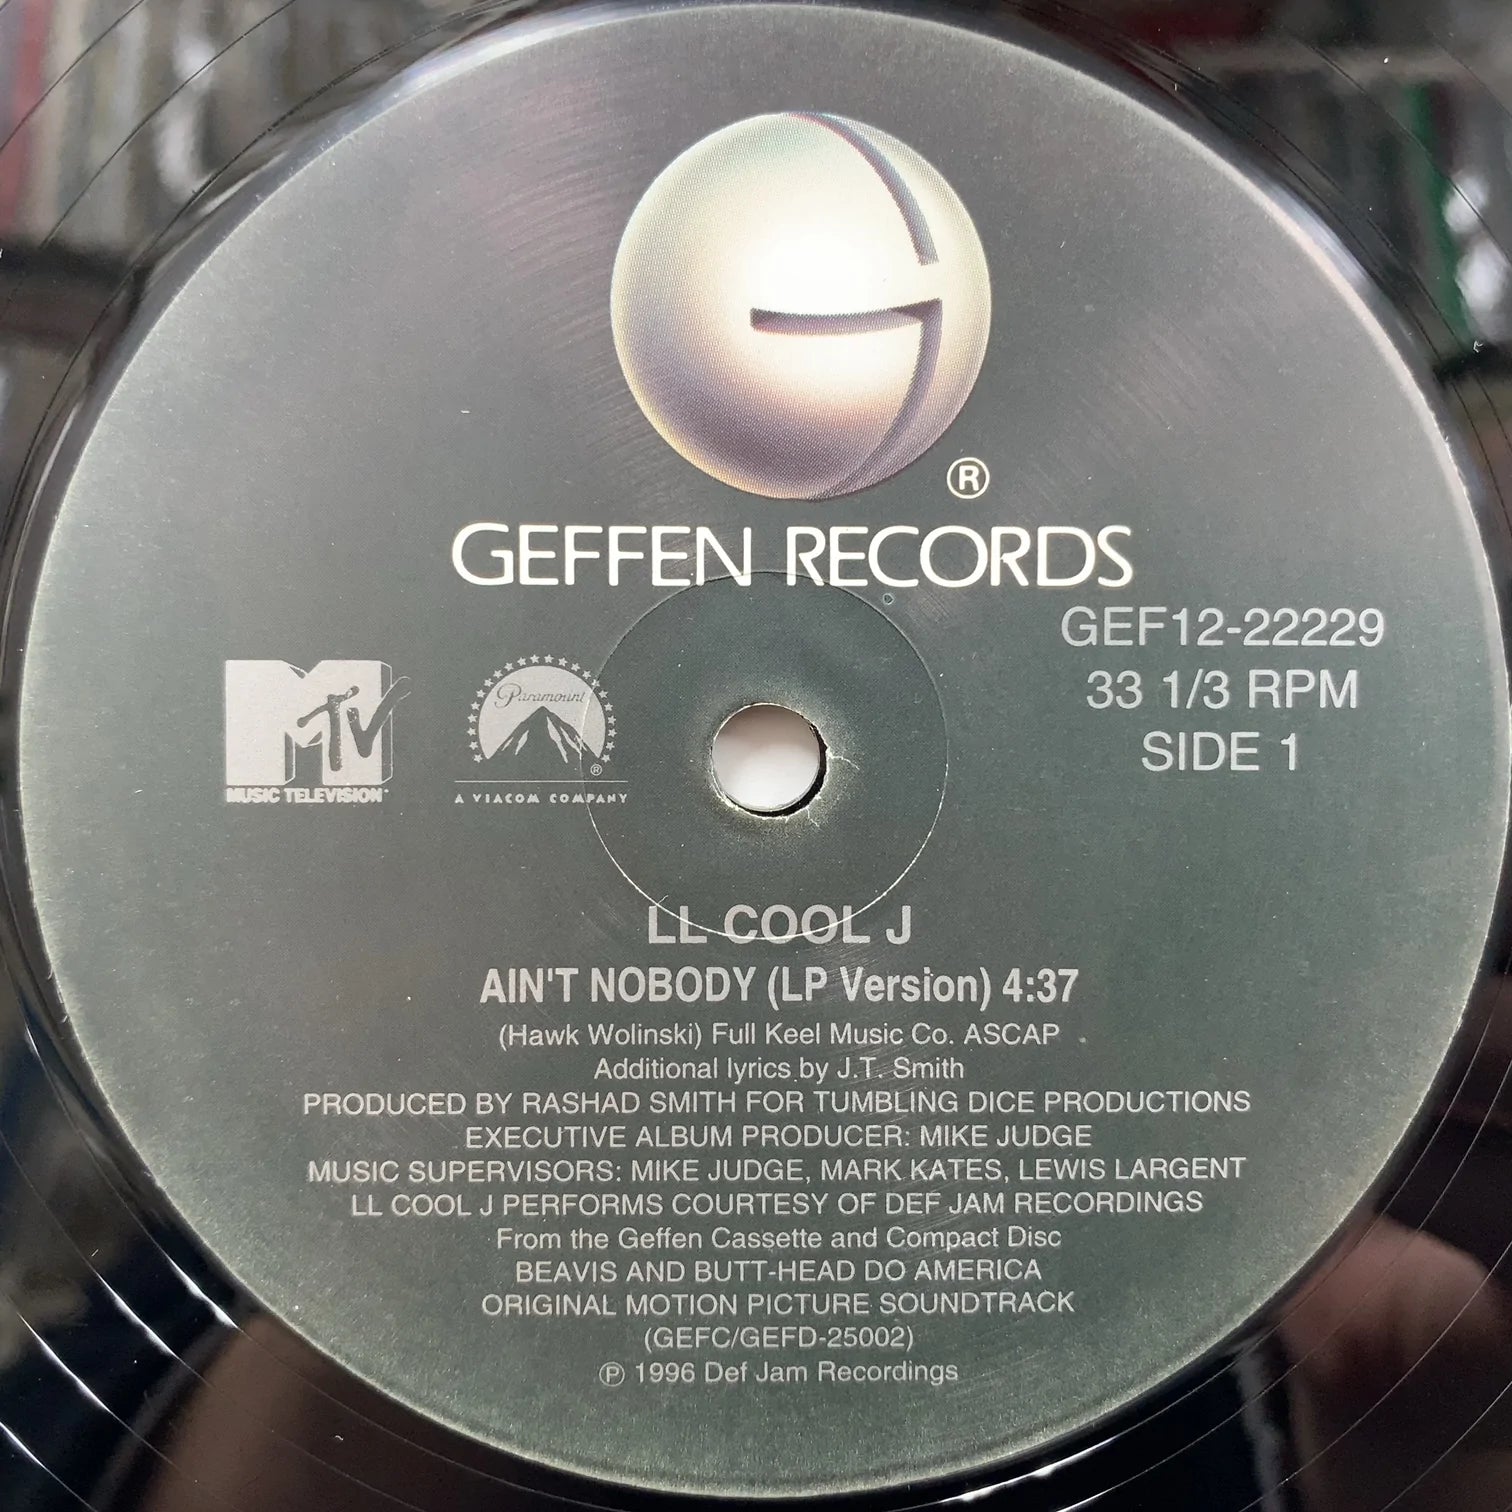 ®
GEFFEN RECORDS
GEF12-22229
33 1/3 RPM
SIDE 1
MTV
MUSIC TELEVISION
Paramount
®
A VIACOM COMPANY
LL COOL J
AIN'T NOBODY (LP Version) 4:37
(Hawk Wolinski) Full Keel Music Co. ASCAP
Additional lyrics by J.T. Smith
PRODUCED BY RASHAD SMITH FOR TUMBLING DICE PRODUCTIONS
EXECUTIVE ALBUM PRODUCER: MIKE JUDGE
MUSIC SUPERVISORS: MIKE JUDGE, MARK KATES, LEWIS LARGENT
LL COOL J PERFORMS COURTESY OF DEF JAM RECORDINGS
From the Geffen Cassette and Compact Disc
BEAVIS AND BUTT-HEAD DO AMERICA
ORIGINAL MOTION PICTURE SOUNDTRACK
(GEFC/GEFD-25002)
℗ 1996 Def Jam Recordings